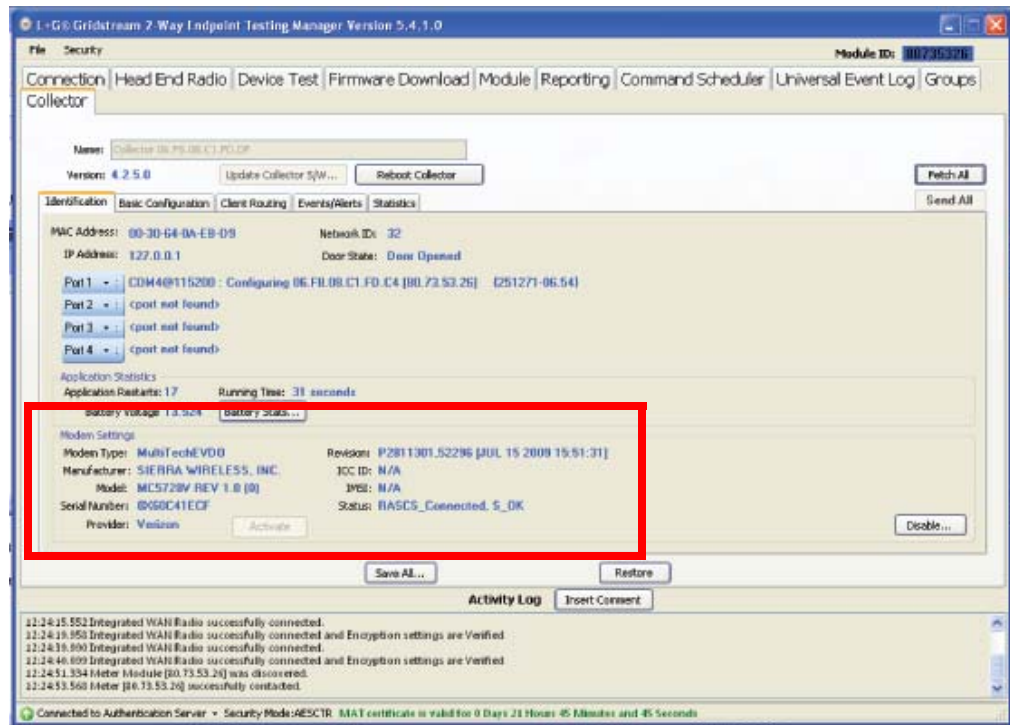 L+G® Gridstream 2-Way Endpoint Testing Manager Version 5.4.1.0
File Security
Module ID: 80735326
Connection Head End Radio Device Test Firmware Download Module Reporting Command Scheduler Universal Event Log Groups
Collector
Name: Collector
Version: 4.2.5.0 Update Collector S/W... Reboot Collector Fetch All
Identification Basic Configuration Client Routing Events/Alerts Statistics Send All
MAC Address: 00-30-64-0A-EB-D9 Network ID: 32
IP Address: 127.0.0.1 Door State: Door Opened
Port 1 : COM4@115200 : Configuring 06.F8.08.C1.FD.C4 [80.73.53.26] (251271-06.54)
Port 2 : <port not found>
Port 3 : <port not found>
Port 4 : <port not found>
Application Statistics
Application Restarts: 17 Running Time: 31 seconds
Battery Voltage 13.524 Battery Stats...
Modem Settings
Modem Type: MultiTechEVDO Revision: P2811301,52296 [JUL 15 2009 15:51:31]
Manufacturer: SIERRA WIRELESS, INC. ICC ID: N/A
Model: MC5728V REV 1.0 (0) IMSI: N/A
Serial Number: 0X60C41ECF Status: RASCS_Connected, S_OK
Provider: Verizon Activate Disable...
Save All... Restore
Activity Log Insert Comment
12:24:15.552 Integrated WAN Radio successfully connected.
12:24:19.958 Integrated WAN Radio successfully connected and Encryption settings are Verified
12:24:39.990 Integrated WAN Radio successfully connected.
12:24:40.099 Integrated WAN Radio successfully connected and Encryption settings are Verified
12:24:51.334 Meter Module [80.73.53.26] was discovered.
12:24:53.568 Meter [80.73.53.26] successfully contacted.
Connected to Authentication Server Security Mode:AESCTR MAT certificate is valid for 0 Days 21 Hours 45 Minutes and 45 Seconds